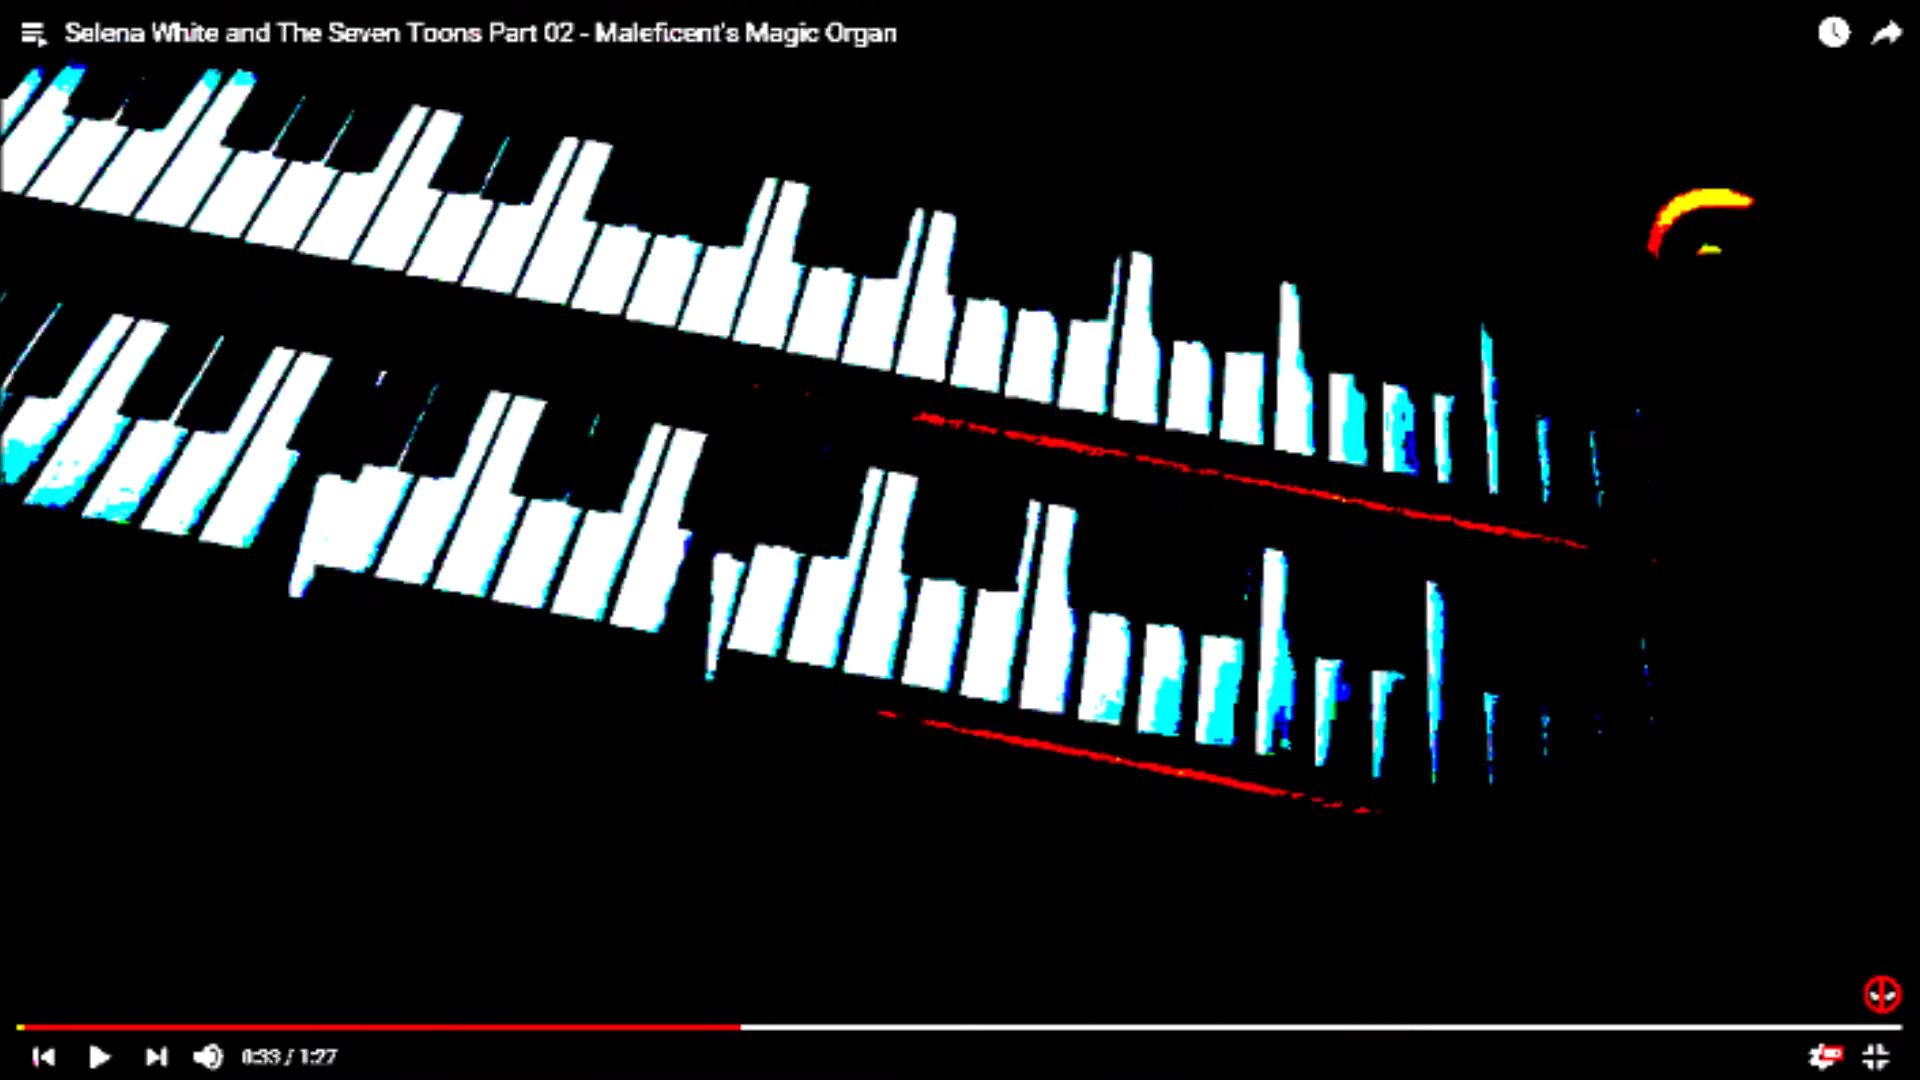 Selena White and The Seven Toons Part 02 - Maleficent's Magic Organ
0:33 / 1:27